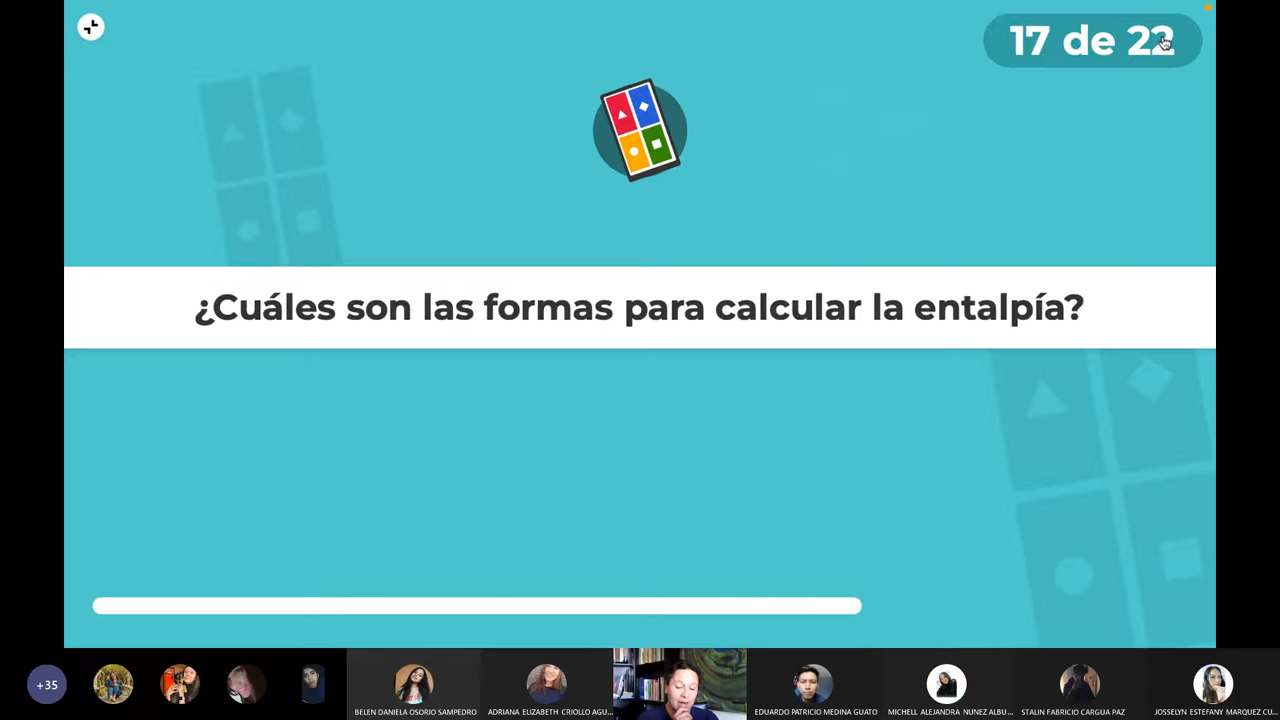 17 de 22
¿Cuáles son las formas para calcular la entalpía?
+35
BELEN DANIELA OSORIO SAMPEDRO
ADRIANA ELIZABETH CRIOLLO AGU...
EDUARDO PATRICIO MEDINA GUATO
MICHELL ALEJANDRA NUNEZ ALBU...
STALIN FABRICIO CARGUA PAZ
JOSSELYN ESTEFANY MARQUEZ CU...